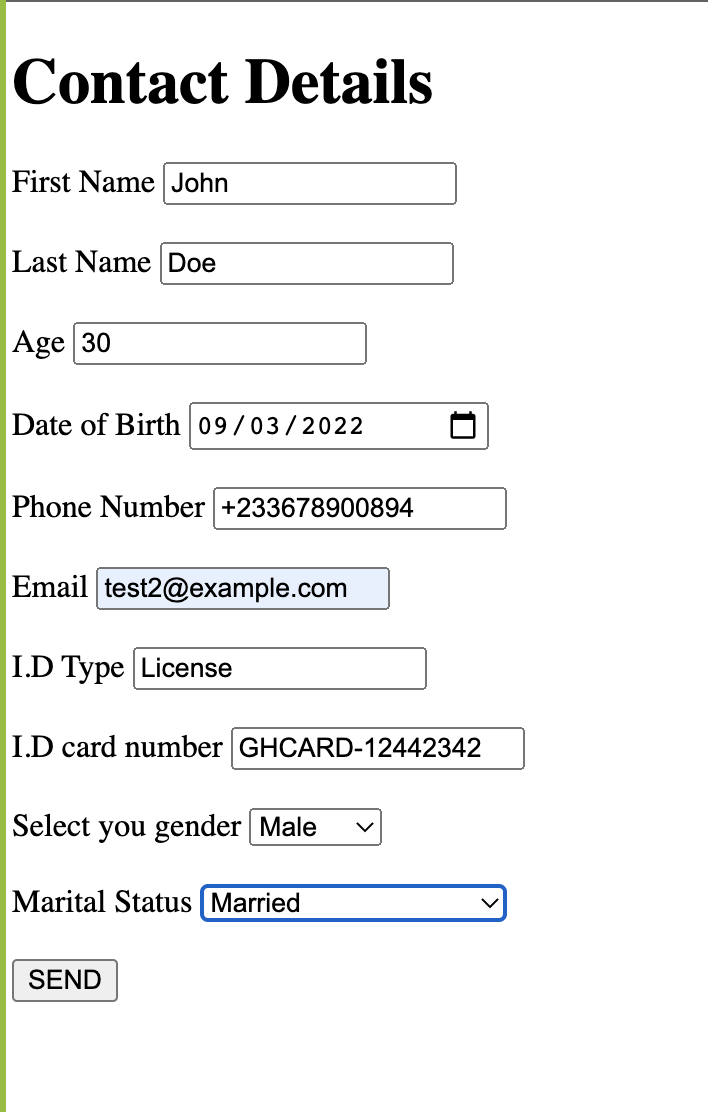 Contact Details
First Name John
Last Name Doe
Age 30
Date of Birth 09/03/2022
Phone Number +233678900894
Email test2@example.com
I.D Type License
I.D card number GHCARD-12442342
Select you gender Male
Marital Status Married
SEND